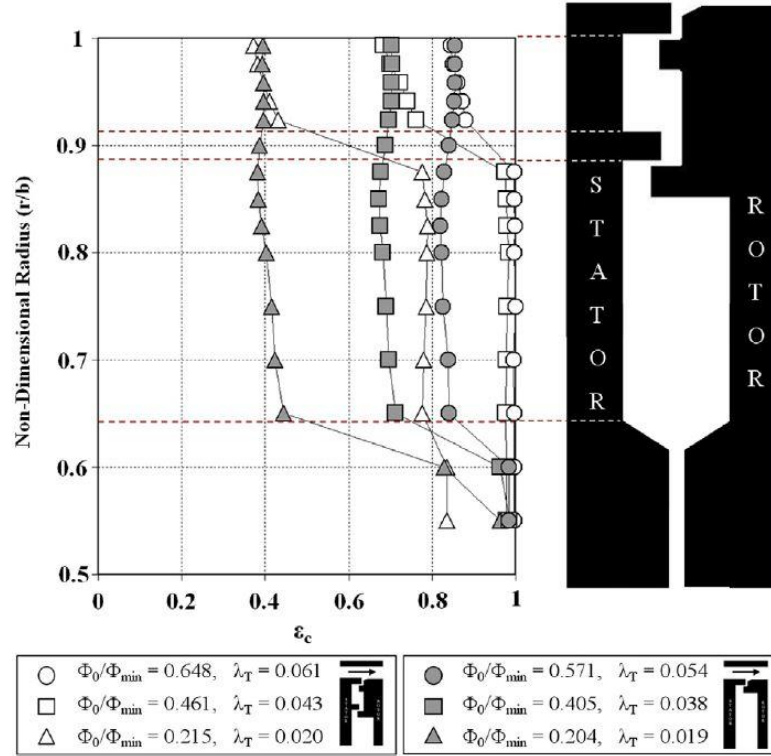 1
0.9
0.8
0.7
0.6
0.5
Non-Dimensional Radius (r/b)
0
0.2
0.4
0.6
0.8
1
εc
STATOR
ROTOR
Φ0/Φmin = 0.648, λT = 0.061
Φ0/Φmin = 0.461, λT = 0.043
Φ0/Φmin = 0.215, λT = 0.020
Φ0/Φmin = 0.571, λT = 0.054
Φ0/Φmin = 0.405, λT = 0.038
Φ0/Φmin = 0.204, λT = 0.019